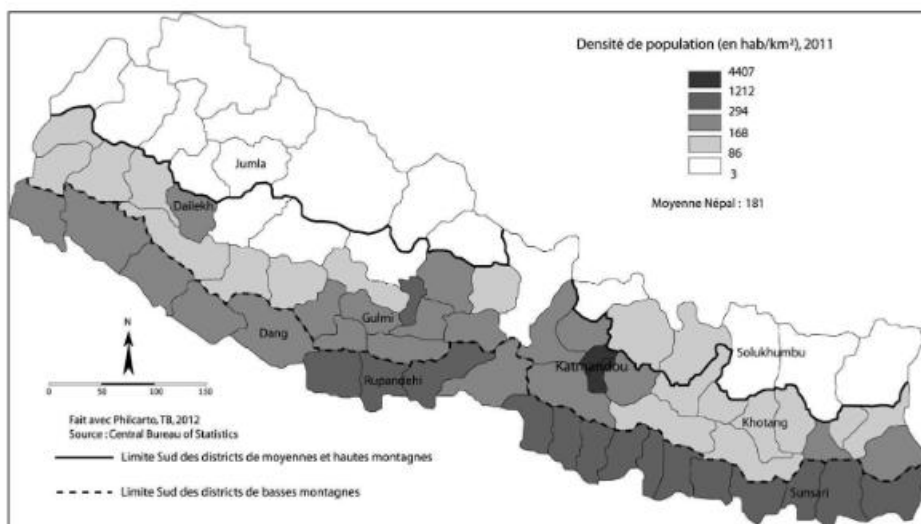 Densité de population (en hab/km²), 2011
4407
1212
294
168
86
3
Moyenne Népal : 181
Jumla
Dailekh
Gulmi
Dang
Rupandehi
Katmandou
Solukhumbu
Khotang
Sunsari
N
0 50 100 150
Fait avec Philcarto, TB, 2012
Source : Central Bureau of Statistics
Limite Sud des districts de moyennes et hautes montagnes
Limite Sud des districts de basses montagnes